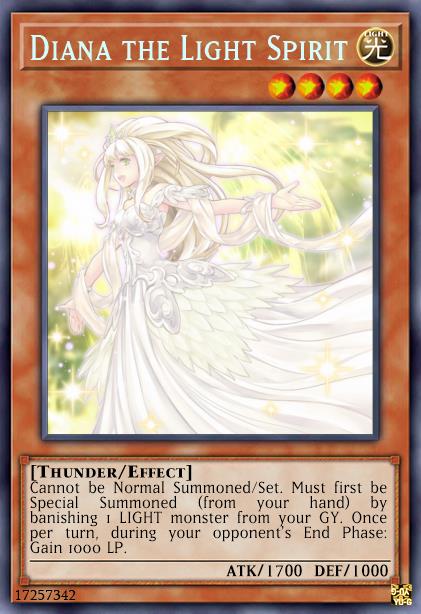 Diana the Light Spirit
LIGHT
光
[Thunder/Effect]
Cannot be Normal Summoned/Set. Must first be
Special Summoned (from your hand) by
banishing 1 LIGHT monster from your GY. Once
per turn, during your opponent's End Phase:
Gain 1000 LP.
ATK/1700 DEF/1000
17257342